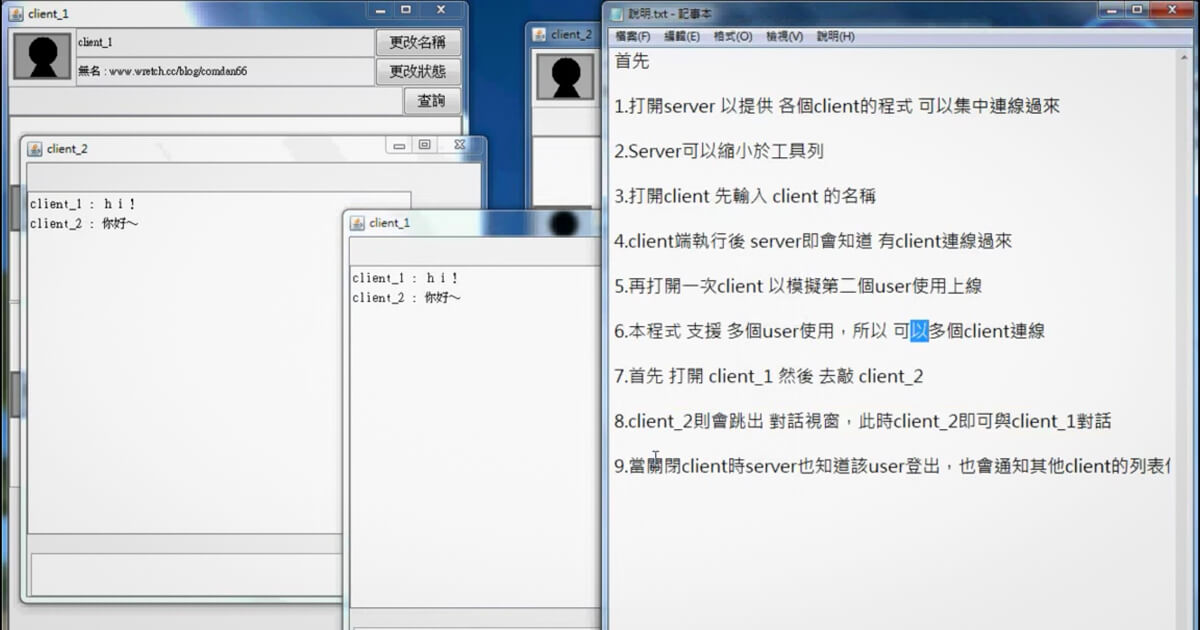 client_1
client_1
更改名稱
無名 : www.wretch.cc/blog/comdan66
更改狀態
查詢
client_2
client_1 : hi!
client_2 : 你好~
client_1
client_1 : hi!
client_2 : 你好~
client_2
說明.txt - 記事本
檔案(F) 編輯(E) 格式(O) 檢視(V) 說明(H)
首先
1.打開server 以提供 各個client的程式 可以集中連線過來
2.Server可以縮小於工具列
3.打開client 先輸入 client 的名稱
4.client端執行後 server即會知道 有client連線過來
5.再打開一次client 以模擬第二個user使用上線
6.本程式 支援 多個user使用，所以 可以多個client連線
7.首先 打開 client_1 然後 去敲 client_2
8.client_2則會跳出 對話視窗，此時client_2即可與client_1對話
9.當關閉client時server也知道該user登出，也會通知其他client的列表